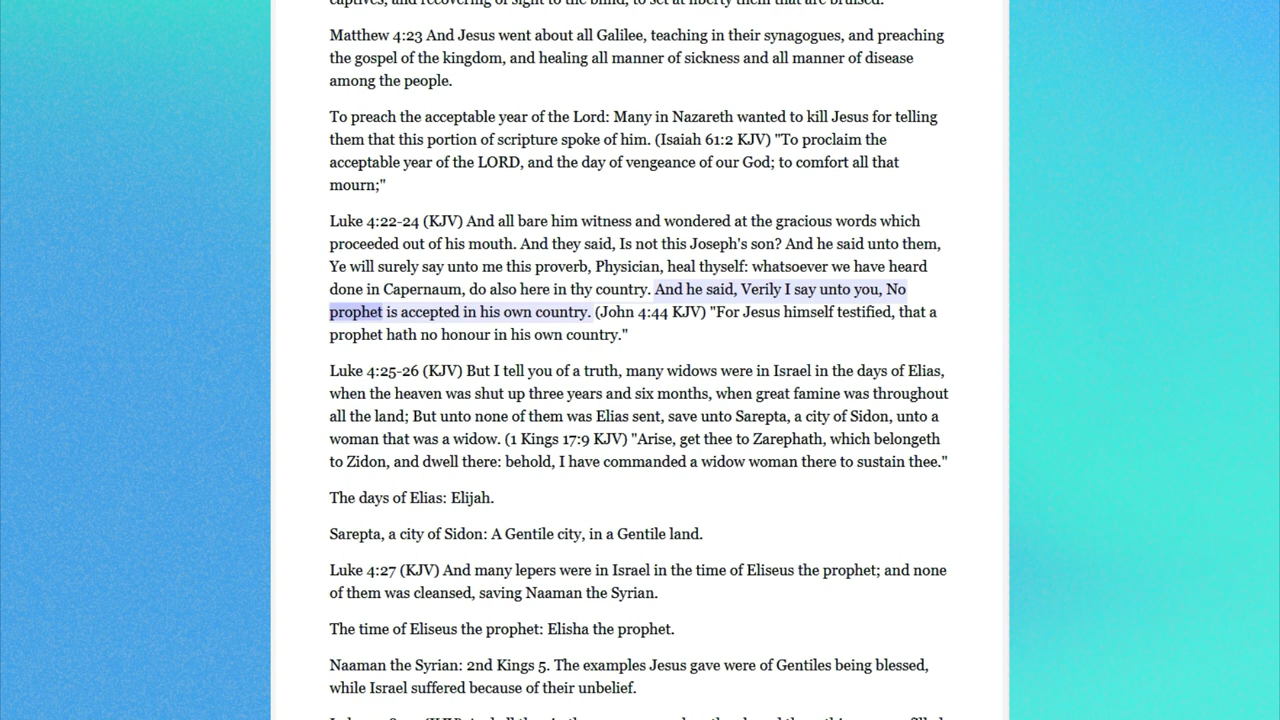 captives, and recovering of sight to the blind, to set at liberty them that are bruised.
Matthew 4:23 And Jesus went about all Galilee, teaching in their synagogues, and preaching
the gospel of the kingdom, and healing all manner of sickness and all manner of disease
among the people.
To preach the acceptable year of the Lord: Many in Nazareth wanted to kill Jesus for telling
them that this portion of scripture spoke of him. (Isaiah 61:2 KJV) "To proclaim the
acceptable year of the LORD, and the day of vengeance of our God; to comfort all that
mourn;"
Luke 4:22-24 (KJV) And all bare him witness and wondered at the gracious words which
proceeded out of his mouth. And they said, Is not this Joseph's son? And he said unto them,
Ye will surely say unto me this proverb, Physician, heal thyself: whatsoever we have heard
done in Capernaum, do also here in thy country. And he said, Verily I say unto you, No
prophet is accepted in his own country. (John 4:44 KJV) "For Jesus himself testified, that a
prophet hath no honour in his own country."
Luke 4:25-26 (KJV) But I tell you of a truth, many widows were in Israel in the days of Elias,
when the heaven was shut up three years and six months, when great famine was throughout
all the land; But unto none of them was Elias sent, save unto Sarepta, a city of Sidon, unto a
woman that was a widow. (1 Kings 17:9 KJV) "Arise, get thee to Zarephath, which belongeth
to Zidon, and dwell there: behold, I have commanded a widow woman there to sustain thee."
The days of Elias: Elijah.
Sarepta, a city of Sidon: A Gentile city, in a Gentile land.
Luke 4:27 (KJV) And many lepers were in Israel in the time of Eliseus the prophet; and none
of them was cleansed, saving Naaman the Syrian.
The time of Eliseus the prophet: Elisha the prophet.
Naaman the Syrian: 2nd Kings 5. The examples Jesus gave were of Gentiles being blessed,
while Israel suffered because of their unbelief.